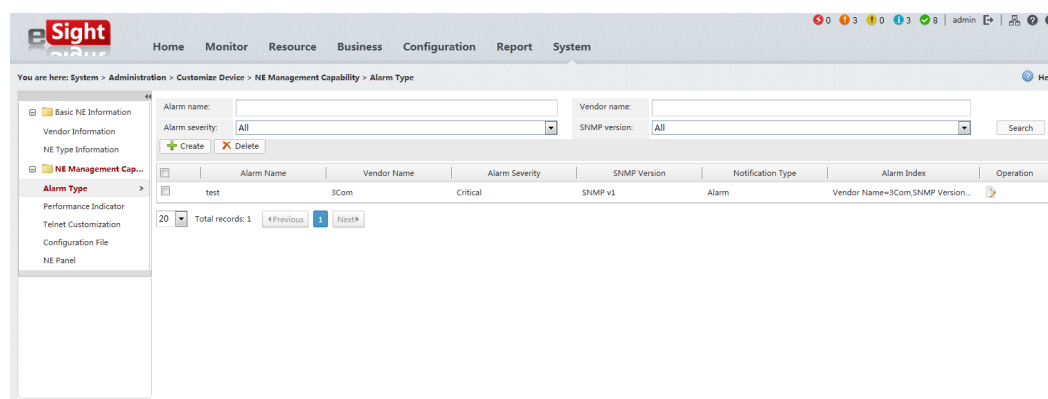 eSight
0 3 0 3 8 | admin
Home Monitor Resource Business Configuration Report System
You are here: System > Administration > Customize Device > NE Management Capability > Alarm Type
He
Basic NE Information
Vendor Information
NE Type Information
NE Management Cap...
Alarm Type >
Performance Indicator
Telnet Customization
Configuration File
NE Panel
Alarm name: Vendor name:
Alarm severity: All SNMP version: All Search
Create Delete
Alarm Name Vendor Name Alarm Severity SNMP Version Notification Type Alarm Index Operation
test 3Com Critical SNMP v1 Alarm Vendor Name=3Com,SNMP Version...
20 Total records: 1 Previous 1 Next